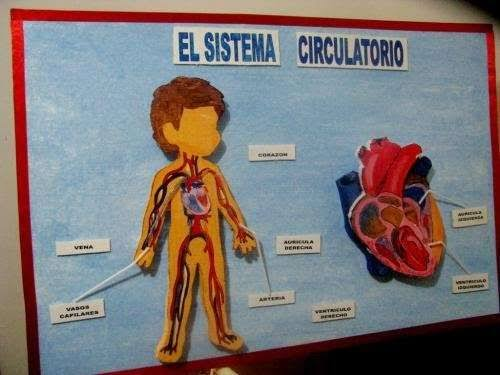 EL SISTEMA CIRCULATORIO
CORAZON
AURICULA
IZQUIERDA
VENA
AURICULA
DERECHA
VENTRICULO
IZQUIERDO
VASOS
CAPILARES
ARTERIA
VENTRICULO
DERECHO